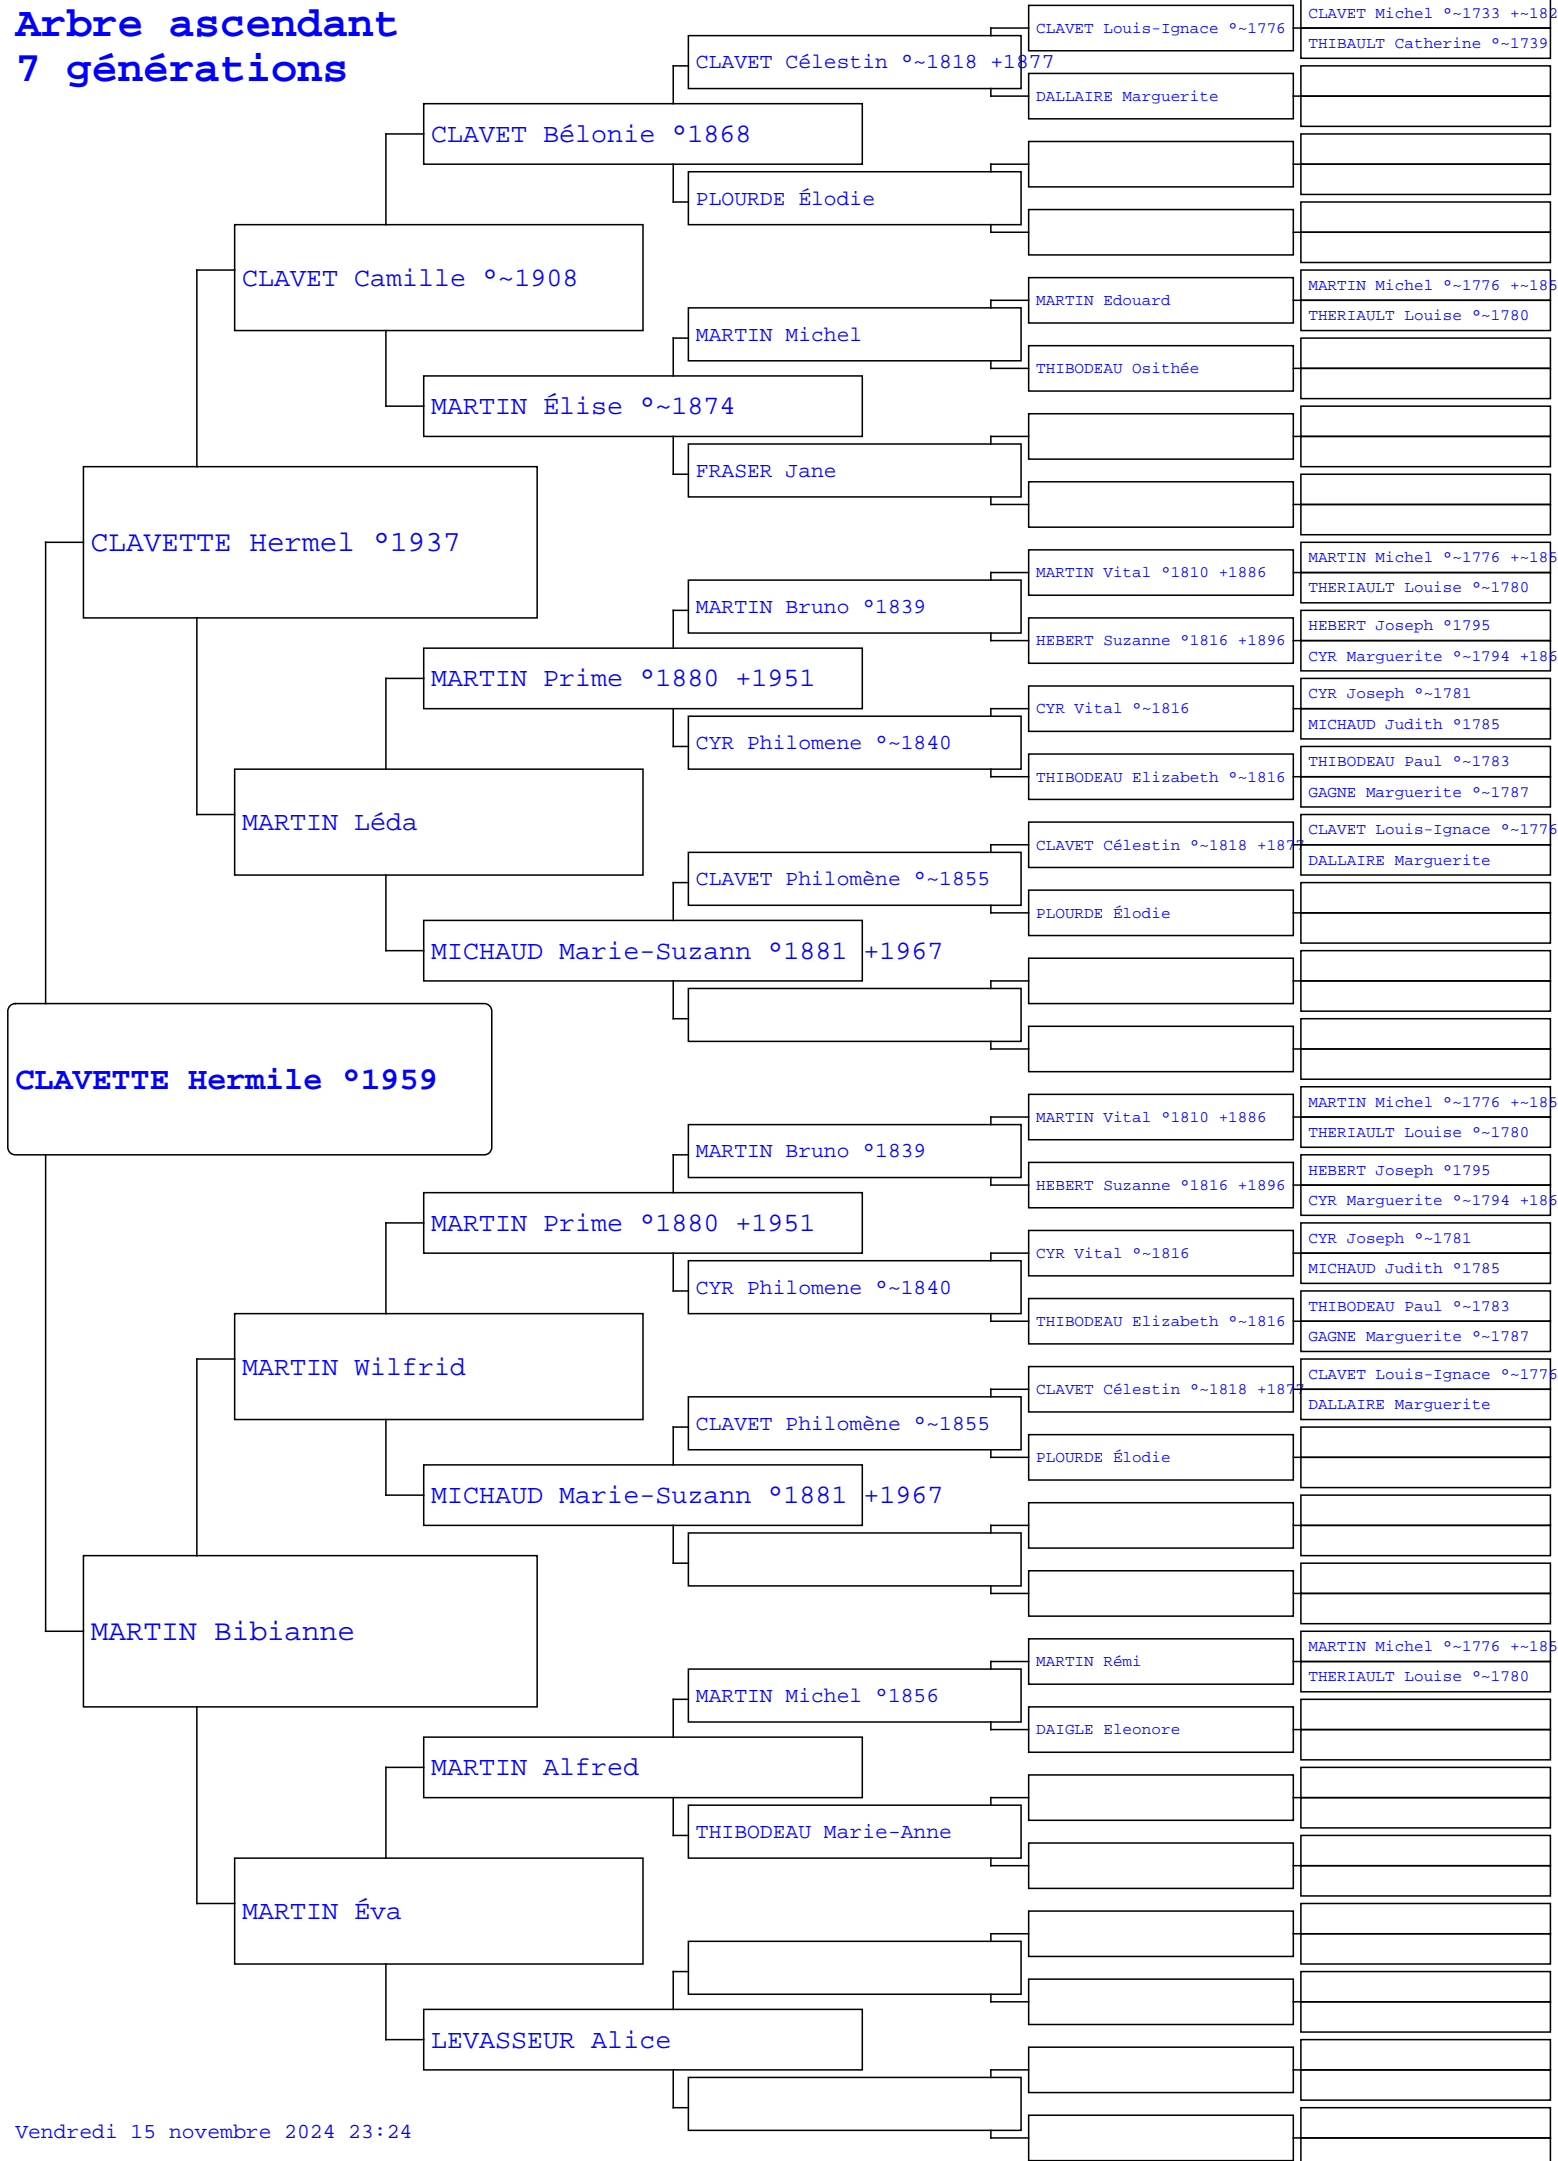 Arbre ascendant
7 générations
CLAVETTE Hermile °1959
CLAVETTE Hermel °1937
MARTIN Bibianne
CLAVET Camille °~1908
MARTIN Léda
MARTIN Wilfrid
MARTIN Éva
CLAVET Bélonie °1868
MARTIN Élise °~1874
MARTIN Prime °1880 +1951
MICHAUD Marie-Suzann °1881 +1967
MARTIN Prime °1880 +1951
MICHAUD Marie-Suzann °1881 +1967
MARTIN Alfred
LEVASSEUR Alice
CLAVET Célestin °~1818 +1877
PLOURDE Élodie
MARTIN Michel
FRASER Jane
MARTIN Bruno °1839
CYR Philomene °~1840
CLAVET Philomène °~1855
MARTIN Bruno °1839
CYR Philomene °~1840
CLAVET Philomène °~1855
MARTIN Michel °1856
THIBODEAU Marie-Anne
CLAVET Louis-Ignace °~1776
DALLAIRE Marguerite
MARTIN Edouard
THIBODEAU Osithée
MARTIN Vital °1810 +1886
HEBERT Suzanne °1816 +1896
CYR Vital °~1816
THIBODEAU Elizabeth °~1816
CLAVET Célestin °~1818 +1877
PLOURDE Élodie
MARTIN Vital °1810 +1886
HEBERT Suzanne °1816 +1896
CYR Vital °~1816
THIBODEAU Elizabeth °~1816
CLAVET Célestin °~1818 +1877
PLOURDE Élodie
MARTIN Rémi
DAIGLE Eleonore
CLAVET Michel °~1733 +~182
THIBAULT Catherine °~1739
MARTIN Michel °~1776 +~185
THERIAULT Louise °~1780
MARTIN Michel °~1776 +~185
THERIAULT Louise °~1780
HEBERT Joseph °1795
CYR Marguerite °~1794 +186
CYR Joseph °~1781
MICHAUD Judith °1785
THIBODEAU Paul °~1783
GAGNE Marguerite °~1787
CLAVET Louis-Ignace °~1776
DALLAIRE Marguerite
MARTIN Michel °~1776 +~185
THERIAULT Louise °~1780
HEBERT Joseph °1795
CYR Marguerite °~1794 +186
CYR Joseph °~1781
MICHAUD Judith °1785
THIBODEAU Paul °~1783
GAGNE Marguerite °~1787
CLAVET Louis-Ignace °~1776
DALLAIRE Marguerite
MARTIN Michel °~1776 +~185
THERIAULT Louise °~1780
Vendredi 15 novembre 2024 23:24